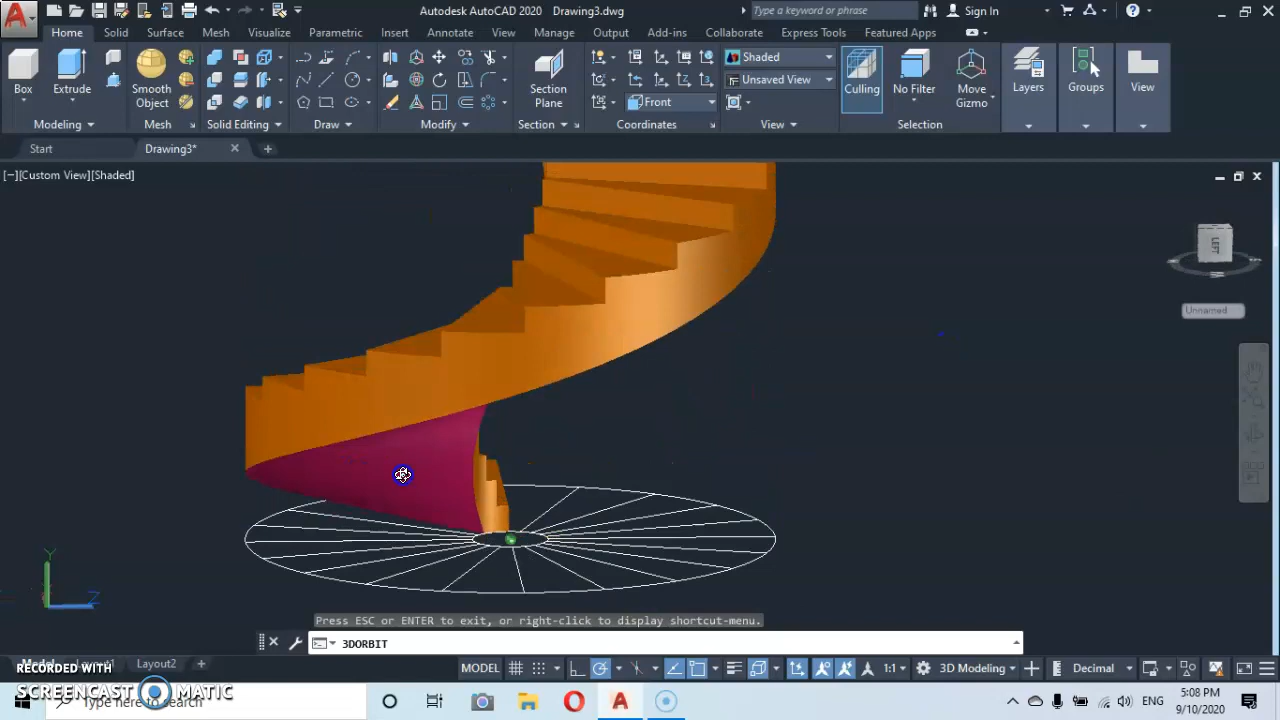 Autodesk AutoCAD 2020 Drawing3.dwg
Type a keyword or phrase
Sign In
Home Solid Surface Mesh Visualize Parametric Insert Annotate View Manage Output Add-ins Collaborate Express Tools Featured Apps
Shaded
Unsaved View
Front
Box Extrude Smooth Object Section Plane Culling No Filter Move Gizmo Layers Groups View
Modeling Mesh Solid Editing Draw Modify Section Coordinates View Selection
Start Drawing3*
[−][Custom View][Shaded]
LEFT
Unnamed
Y
Z
Press ESC or ENTER to exit, or right-click to display shortcut-menu.
3DORBIT
Layout2
MODEL 1:1 3D Modeling Decimal
RECORDED WITH
SCREENCAST MATIC
Type here to search
ENG
5:08 PM
9/10/2020